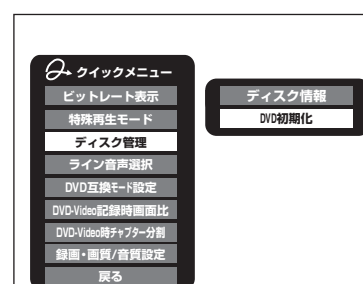 クイックメニュー
ビットレート表示
特殊再生モード
ディスク管理
ライン音声選択
DVD互換モード設定
DVD-Video記録時画面比
DVD-Video時チャプター分割
録画・画質/音質設定
戻る
ディスク情報
DVD初期化